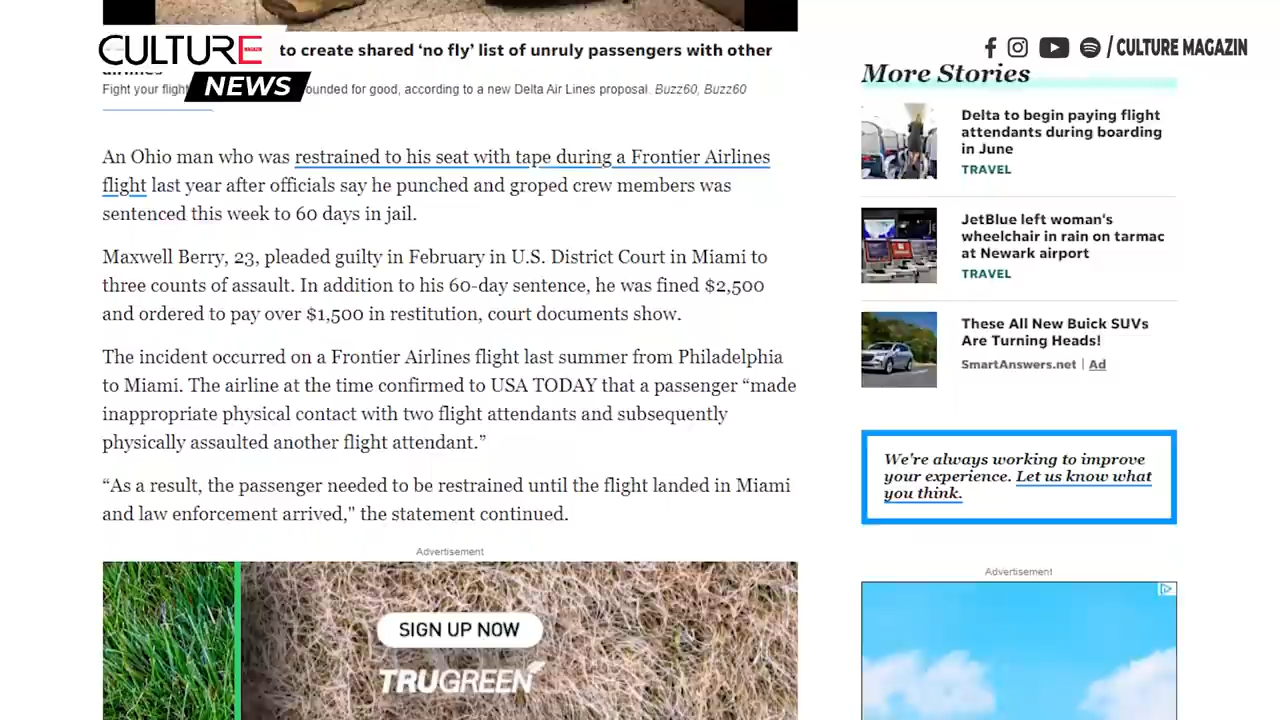 CULTURE
NEWS
/ CULTURE MAGAZIN
to create shared ‘no fly’ list of unruly passengers with other
airlines
Fight your flight
ounded for good, according to a new Delta Air Lines proposal. Buzz60, Buzz60
An Ohio man who was restrained to his seat with tape during a Frontier Airlines
flight last year after officials say he punched and groped crew members was
sentenced this week to 60 days in jail.
Maxwell Berry, 23, pleaded guilty in February in U.S. District Court in Miami to
three counts of assault. In addition to his 60-day sentence, he was fined $2,500
and ordered to pay over $1,500 in restitution, court documents show.
The incident occurred on a Frontier Airlines flight last summer from Philadelphia
to Miami. The airline at the time confirmed to USA TODAY that a passenger “made
inappropriate physical contact with two flight attendants and subsequently
physically assaulted another flight attendant.”
“As a result, the passenger needed to be restrained until the flight landed in Miami
and law enforcement arrived," the statement continued.
Advertisement
SIGN UP NOW
TRUGREEN
More Stories
Delta to begin paying flight
attendants during boarding
in June
TRAVEL
JetBlue left woman's
wheelchair in rain on tarmac
at Newark airport
TRAVEL
These All New Buick SUVs
Are Turning Heads!
SmartAnswers.net | Ad
We're always working to improve
your experience. Let us know what
you think.
Advertisement